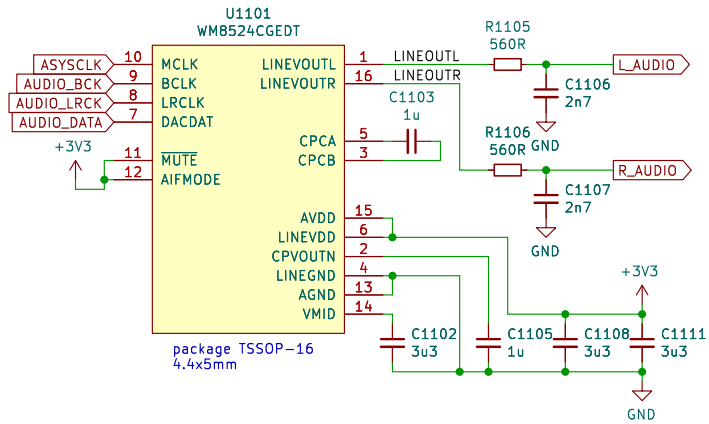 U1101
WM8524CGEDT
ASYSCLK
AUDIO_BCK
AUDIO_LRCK
AUDIO_DATA
10
9
8
7
MCLK
BCLK
LRCLK
DACDAT
+3V3
11
12
MUTE
AIFMODE
LINEVOUTL
LINEVOUTR
1
16
LINEOUTL
LINEOUTR
R1105
560R
L_AUDIO
C1106
2n7
GND
C1103
1u
CPCA
CPCB
5
3
R1106
560R
R_AUDIO
C1107
2n7
GND
AVDD
LINEVDD
CPVOUTN
LINEGND
AGND
VMID
15
6
2
4
13
14
+3V3
C1102
3u3
C1105
1u
C1108
3u3
C1111
3u3
GND
package TSSOP-16
4.4x5mm